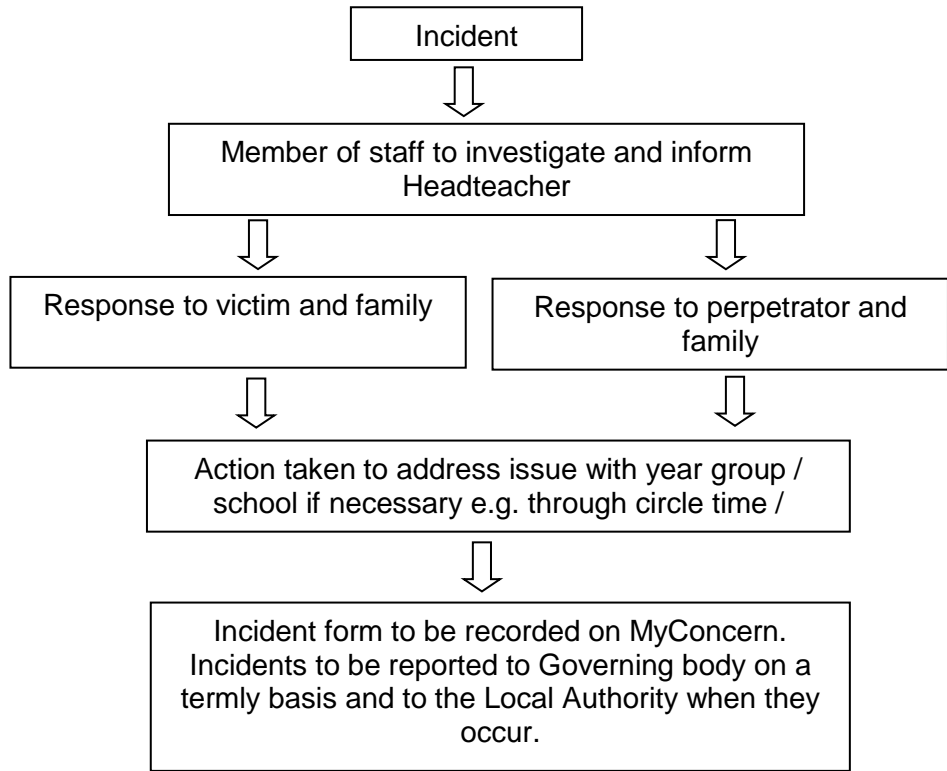 Incident
Member of staff to investigate and inform
Headteacher
Response to victim and family
Response to perpetrator and
family
Action taken to address issue with year group /
school if necessary e.g. through circle time /
Incident form to be recorded on MyConcern.
Incidents to be reported to Governing body on a
termly basis and to the Local Authority when they
occur.